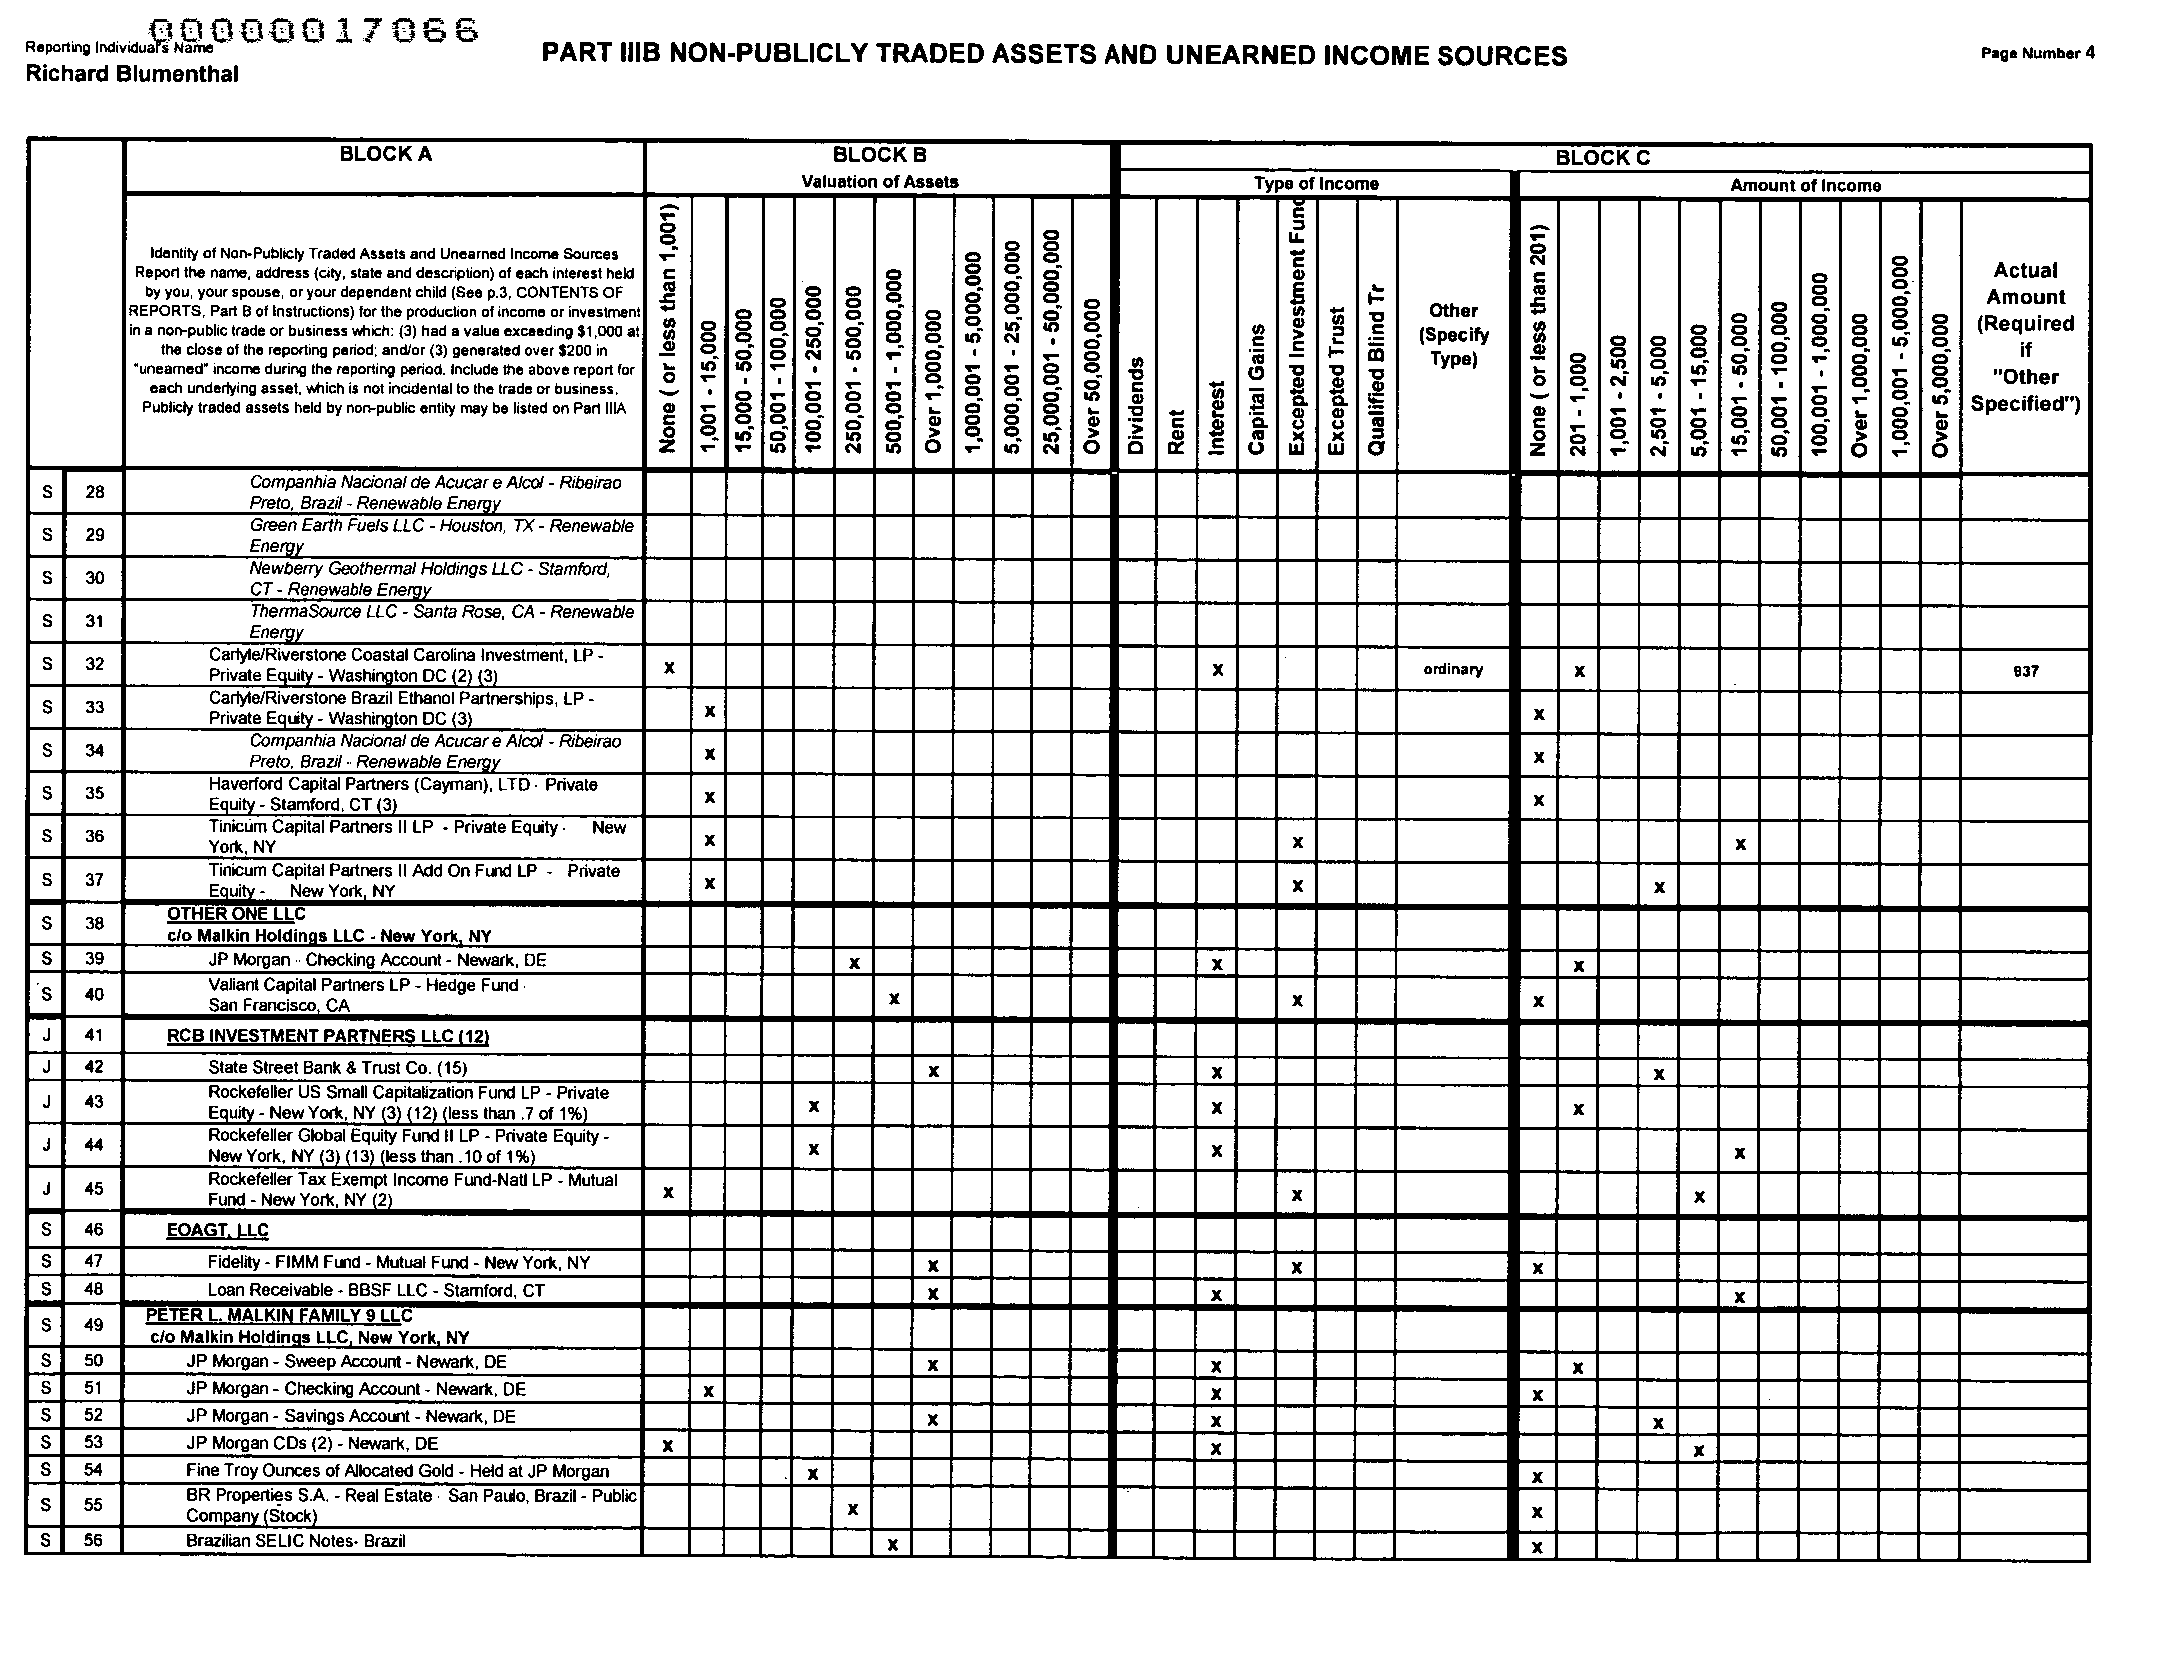 00000017066
Reporting Individual's Name
Richard Blumenthal
PART IIIB NON-PUBLICLY TRADED ASSETS AND UNEARNED INCOME SOURCES
Page Number 4
BLOCK A
BLOCK B
BLOCK C
Valuation of Assets
Type of Income
Amount of Income
Identity of Non-Publicly Traded Assets and Unearned Income Sources
Report the name, address (city, state and description) of each interest held
by you, your spouse, or your dependent child (See p.3, CONTENTS OF
REPORTS, Part B of Instructions) for the production of income or investment
in a non-public trade or business which: (3) had a value exceeding $1,000 at
the close of the reporting period; and/or (3) generated over $200 in
"unearned" income during the reporting period. Include the above report for
each underlying asset, which is not incidental to the trade or business.
Publicly traded assets held by non-public entity may be listed on Part IIIA
None ( or less than 1,001)
1,001 - 15,000
15,000 - 50,000
50,001 - 100,000
100,001 - 250,000
250,001 - 500,000
500,001 - 1,000,000
Over 1,000,000
1,000,001 - 5,000,000
5,000,001 - 25,000,000
25,000,001 - 50,000,000
Over 50,000,000
Dividends
Rent
Interest
Capital Gains
Excepted Investment Fund
Excepted Trust
Qualified Blind Tr
Other
(Specify
Type)
None ( or less than 201)
201 - 1,000
1,001 - 2,500
2,501 - 5,000
5,001 - 15,000
15,001 - 50,000
50,001 - 100,000
100,001 - 1,000,000
Over 1,000,000
1,000,001 - 5,000,000
Over 5,000,000
Actual
Amount
(Required
if
"Other
Specified")
S 28 Companhia Nacional de Acucar e Alcol - Ribeirao
Preto, Brazil - Renewable Energy
S 29 Green Earth Fuels LLC - Houston, TX - Renewable
Energy
S 30 Newberry Geothermal Holdings LLC - Stamford,
CT - Renewable Energy
S 31 ThermaSource LLC - Santa Rose, CA - Renewable
Energy
S 32 Carlyle/Riverstone Coastal Carolina Investment, LP -
Private Equity - Washington DC (2) (3) x x ordinary x 937
S 33 Carlyle/Riverstone Brazil Ethanol Partnerships, LP -
Private Equity - Washington DC (3) x x
S 34 Companhia Nacional de Acucar e Alcol - Ribeirao
Preto, Brazil - Renewable Energy x x
S 35 Haverford Capital Partners (Cayman), LTD - Private
Equity - Stamford, CT (3) x x
S 36 Tinicum Capital Partners II LP - Private Equity - New
York, NY x x x
S 37 Tinicum Capital Partners II Add On Fund LP - Private
Equity - New York, NY x x x
S 38 OTHER ONE LLC
c/o Malkin Holdings LLC - New York, NY
S 39 JP Morgan - Checking Account - Newark, DE x x x
S 40 Valiant Capital Partners LP - Hedge Fund -
San Francisco, CA x x x
J 41 RCB INVESTMENT PARTNERS LLC (12)
J 42 State Street Bank & Trust Co. (15) x x x
J 43 Rockefeller US Small Capitalization Fund LP - Private
Equity - New York, NY (3) (12) (less than .7 of 1%) x x x
J 44 Rockefeller Global Equity Fund II LP - Private Equity -
New York, NY (3) (13) (less than .10 of 1%) x x x
J 45 Rockefeller Tax Exempt Income Fund-Natl LP - Mutual
Fund - New York, NY (2) x x x
S 46 EOAGT, LLC
S 47 Fidelity - FIMM Fund - Mutual Fund - New York, NY x x x
S 48 Loan Receivable - BBSF LLC - Stamford, CT x x x
S 49 PETER L. MALKIN FAMILY 9 LLC
c/o Malkin Holdings LLC, New York, NY
S 50 JP Morgan - Sweep Account - Newark, DE x x x
S 51 JP Morgan - Checking Account - Newark, DE x x x
S 52 JP Morgan - Savings Account - Newark, DE x x x
S 53 JP Morgan CDs (2) - Newark, DE x x x
S 54 Fine Troy Ounces of Allocated Gold - Held at JP Morgan x x
S 55 BR Properties S.A. - Real Estate - San Paulo, Brazil - Public
Company (Stock) x x
S 56 Brazilian SELIC Notes- Brazil x x